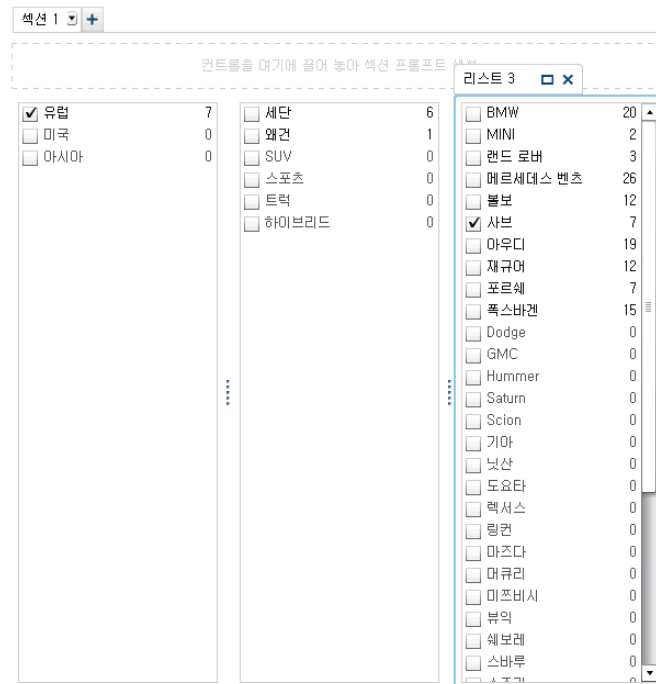 섹션 1
컨트롤을 여기에 끌어 놓아 섹션 프롬프트
리스트 3
유럽 7
미국 0
아시아 0
세단 6
왜건 1
SUV 0
스포츠 0
트럭 0
하이브리드 0
BMW 20
MINI 2
랜드 로버 3
메르세데스 벤츠 26
볼보 12
사브 7
아우디 19
재규어 12
포르쉐 7
폭스바겐 15
Dodge 0
GMC 0
Hummer 0
Saturn 0
Scion 0
기아 0
닛산 0
도요타 0
렉서스 0
링컨 0
마즈다 0
머큐리 0
미쯔비시 0
뷰익 0
쉐보레 0
스바루 0